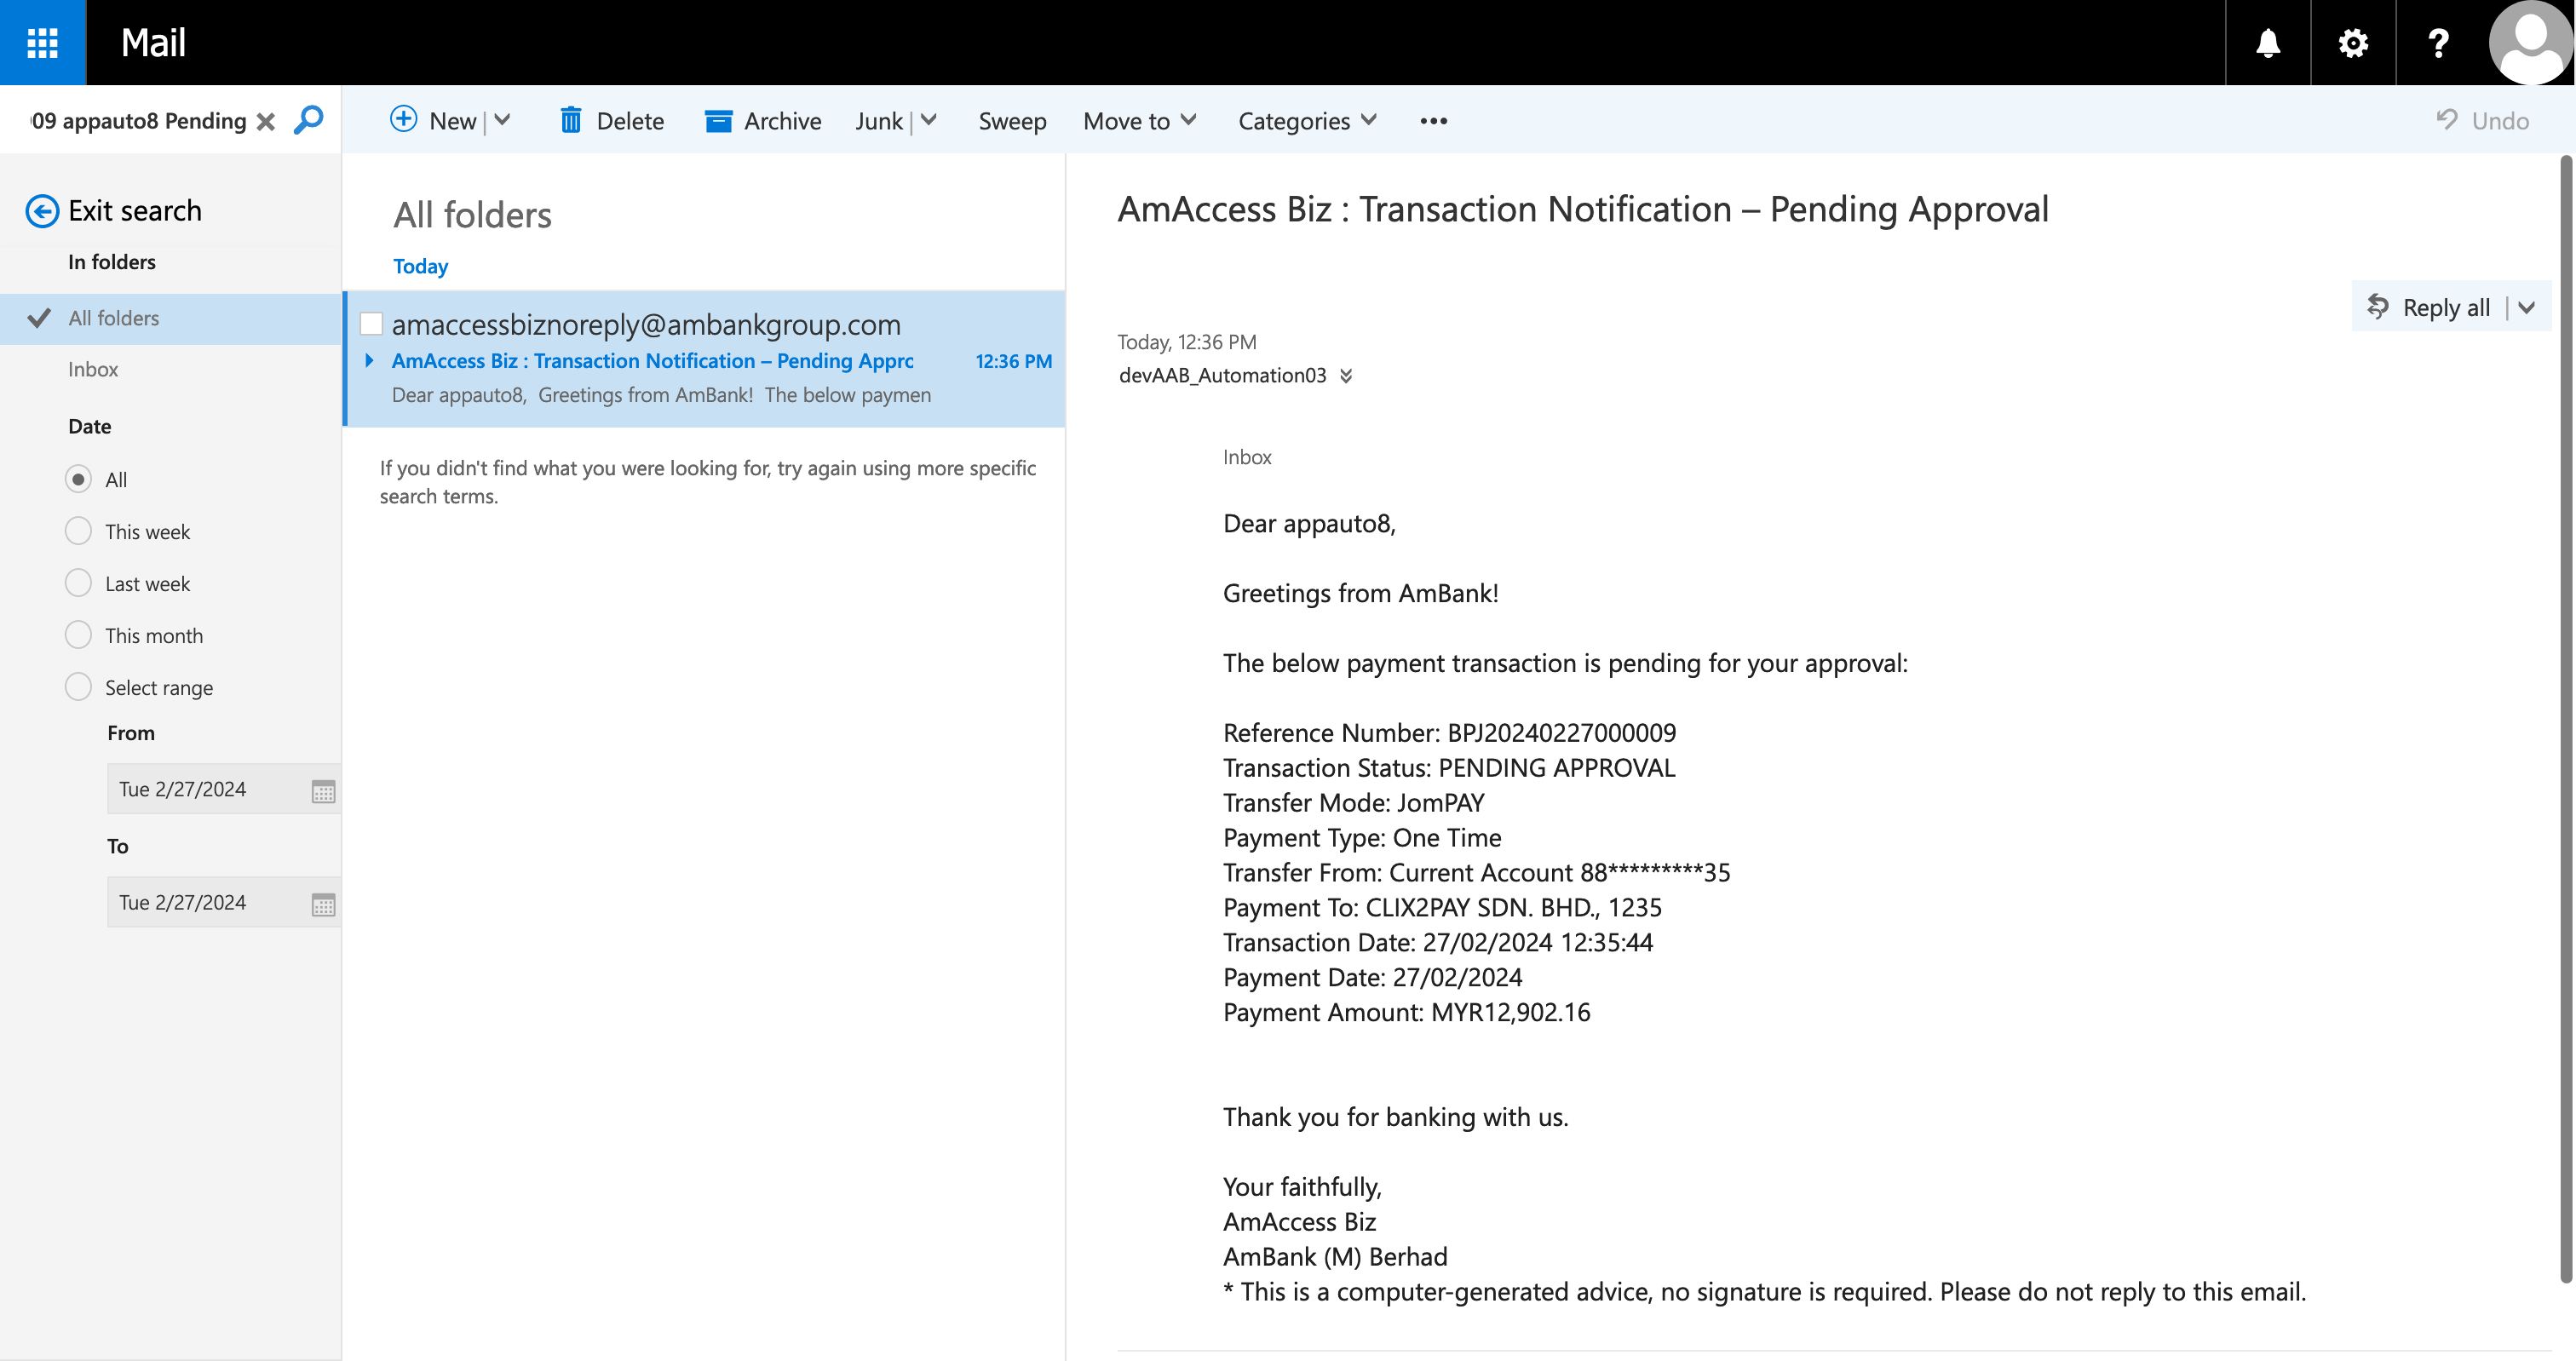 Mail
09 appauto8 Pending
New
Delete
Archive
Junk
Sweep
Move to
Categories
Undo
Exit search
In folders
All folders
Inbox
Date
All
This week
Last week
This month
Select range
From
Tue 2/27/2024
To
Tue 2/27/2024
All folders
Today
amaccessbiznoreply@ambankgroup.com
AmAccess Biz : Transaction Notification – Pending Appro
12:36 PM
Dear appauto8, Greetings from AmBank! The below paymen
If you didn't find what you were looking for, try again using more specific
search terms.
AmAccess Biz : Transaction Notification – Pending Approval
Reply all
Today, 12:36 PM
devAAB_Automation03
Inbox
Dear appauto8,
Greetings from AmBank!
The below payment transaction is pending for your approval:
Reference Number: BPJ20240227000009
Transaction Status: PENDING APPROVAL
Transfer Mode: JomPAY
Payment Type: One Time
Transfer From: Current Account 88*********35
Payment To: CLIX2PAY SDN. BHD., 1235
Transaction Date: 27/02/2024 12:35:44
Payment Date: 27/02/2024
Payment Amount: MYR12,902.16
Thank you for banking with us.
Your faithfully,
AmAccess Biz
AmBank (M) Berhad
* This is a computer-generated advice, no signature is required. Please do not reply to this email.